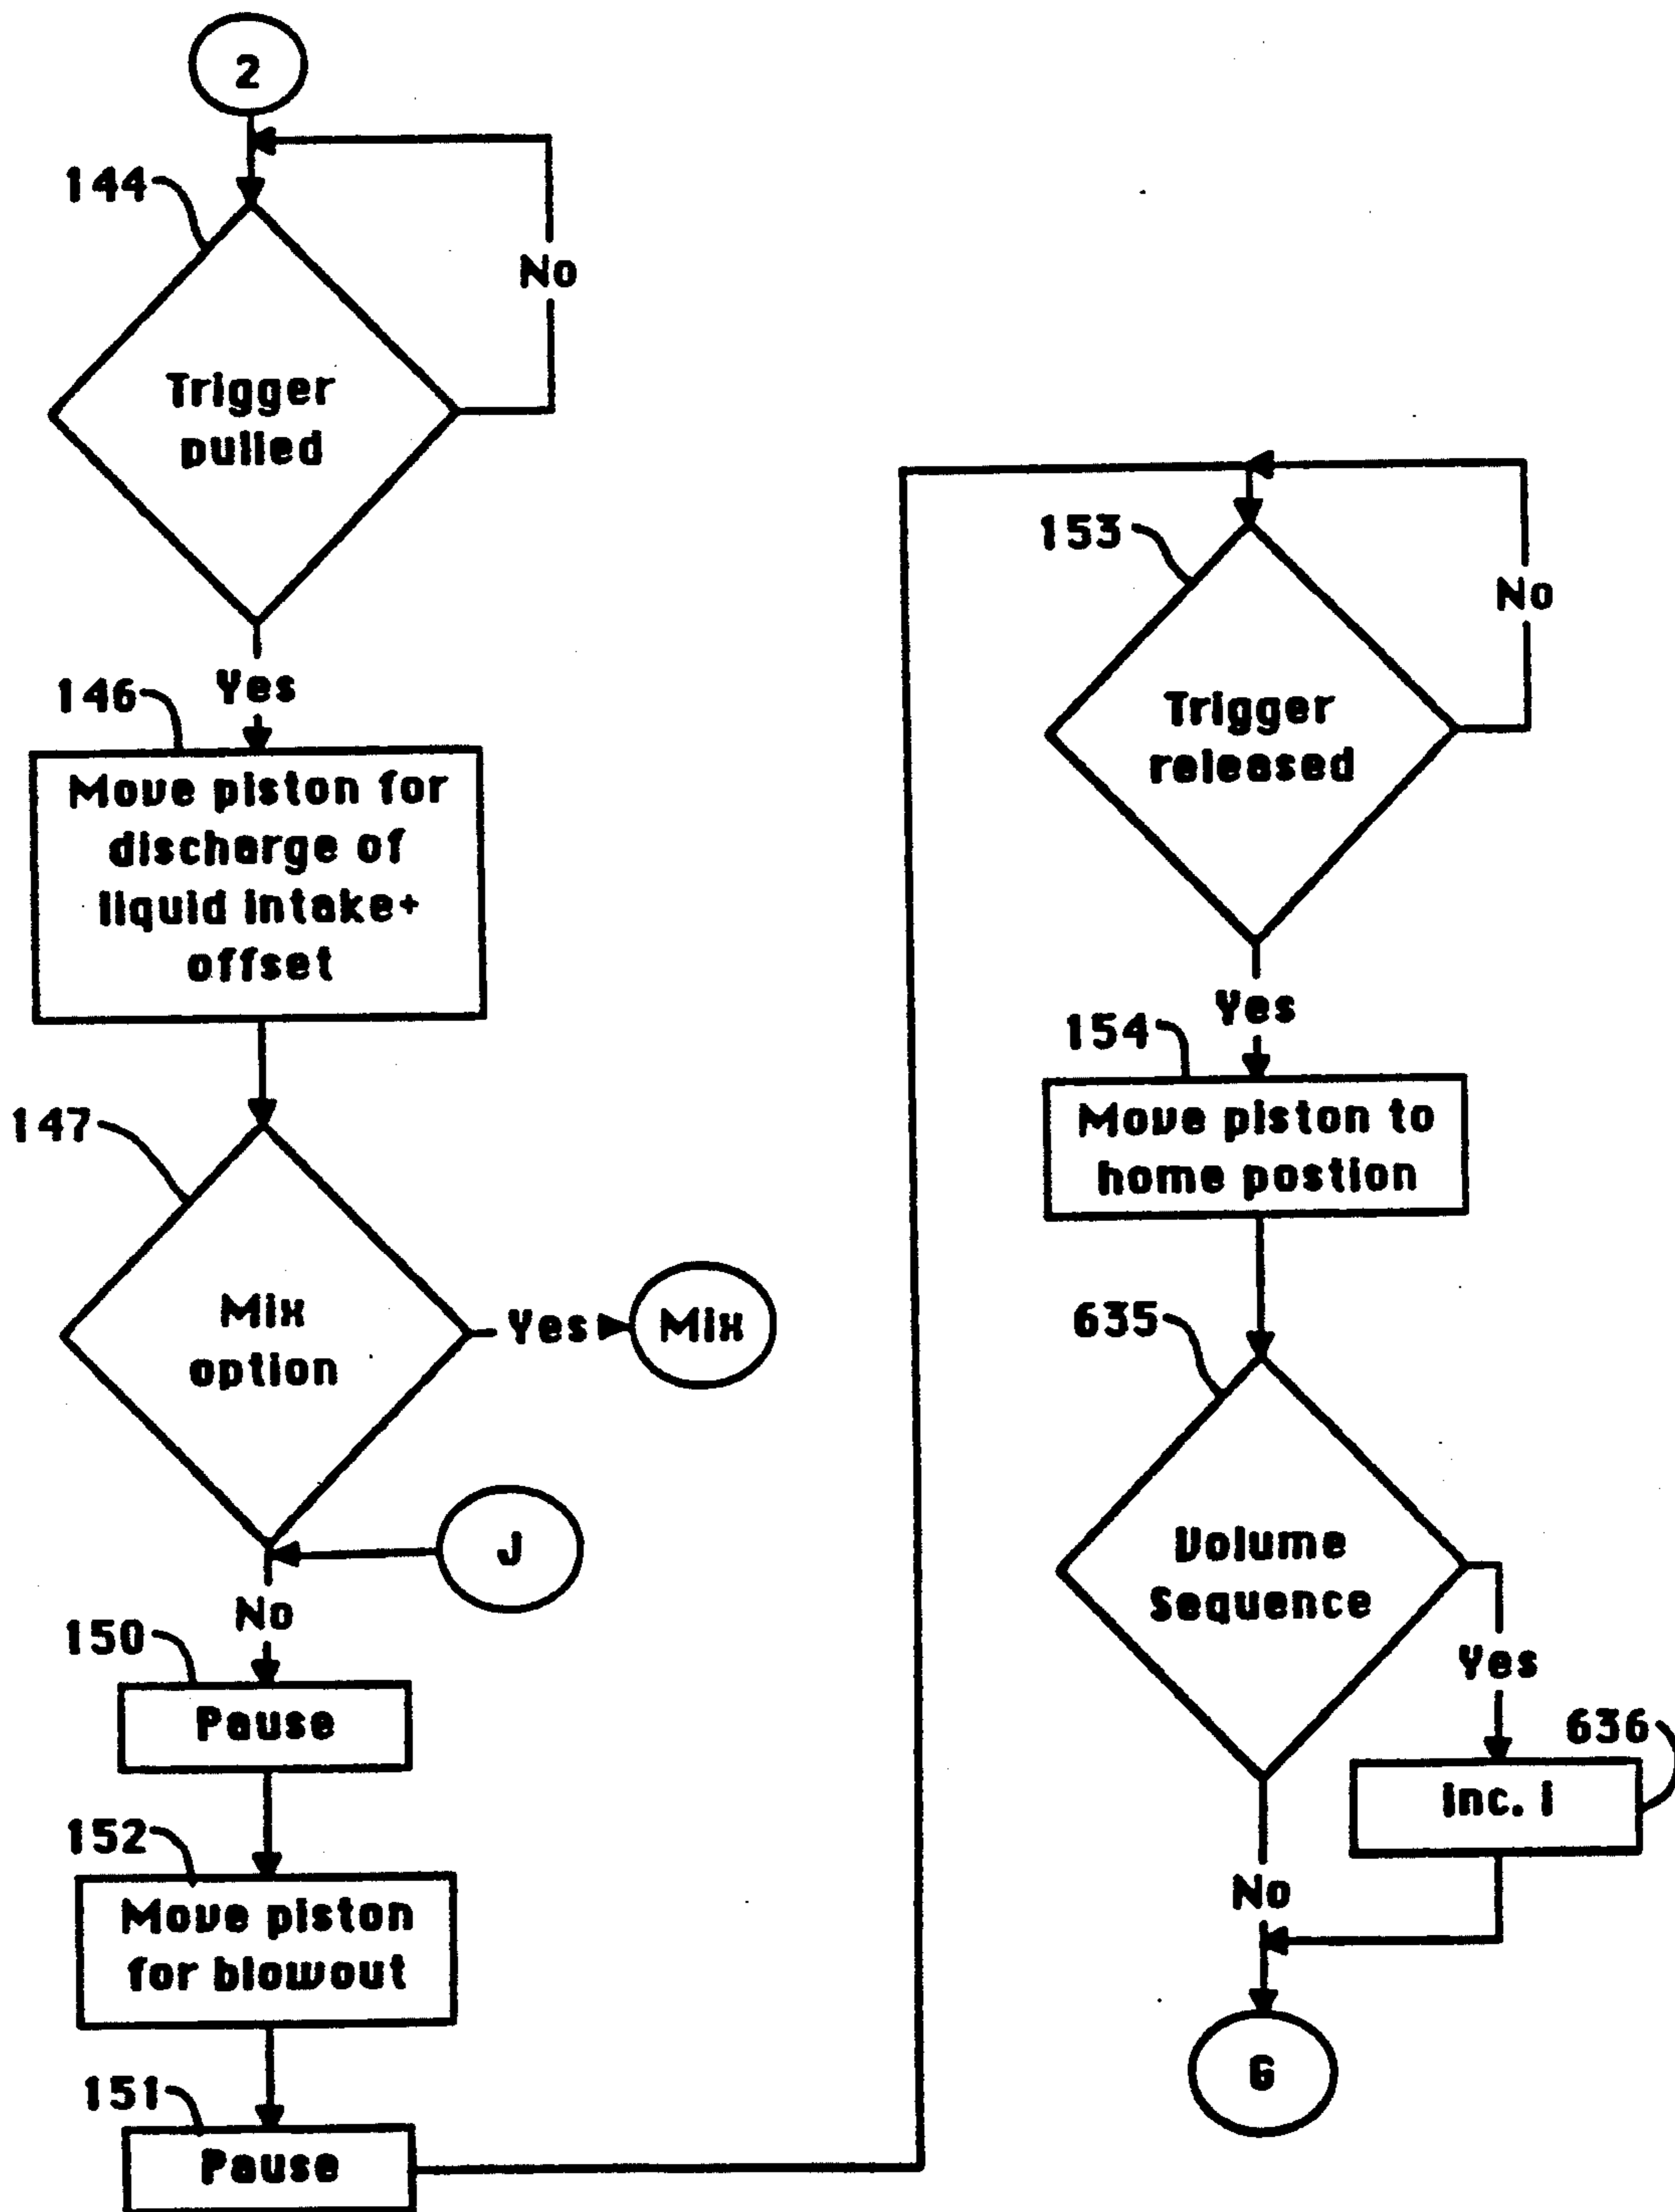 2
144
No
Trigger
pulled
146
Yes
Move piston for
discharge of
liquid intake+
offset
147
Mix
option
Yes
Mix
J
No
150
Pause
152
Move piston
for blowout
151
Pause
153
No
Trigger
released
154
Yes
Move piston to
home postion
635
Volume
Sequence
Yes
636
inc. i
No
G